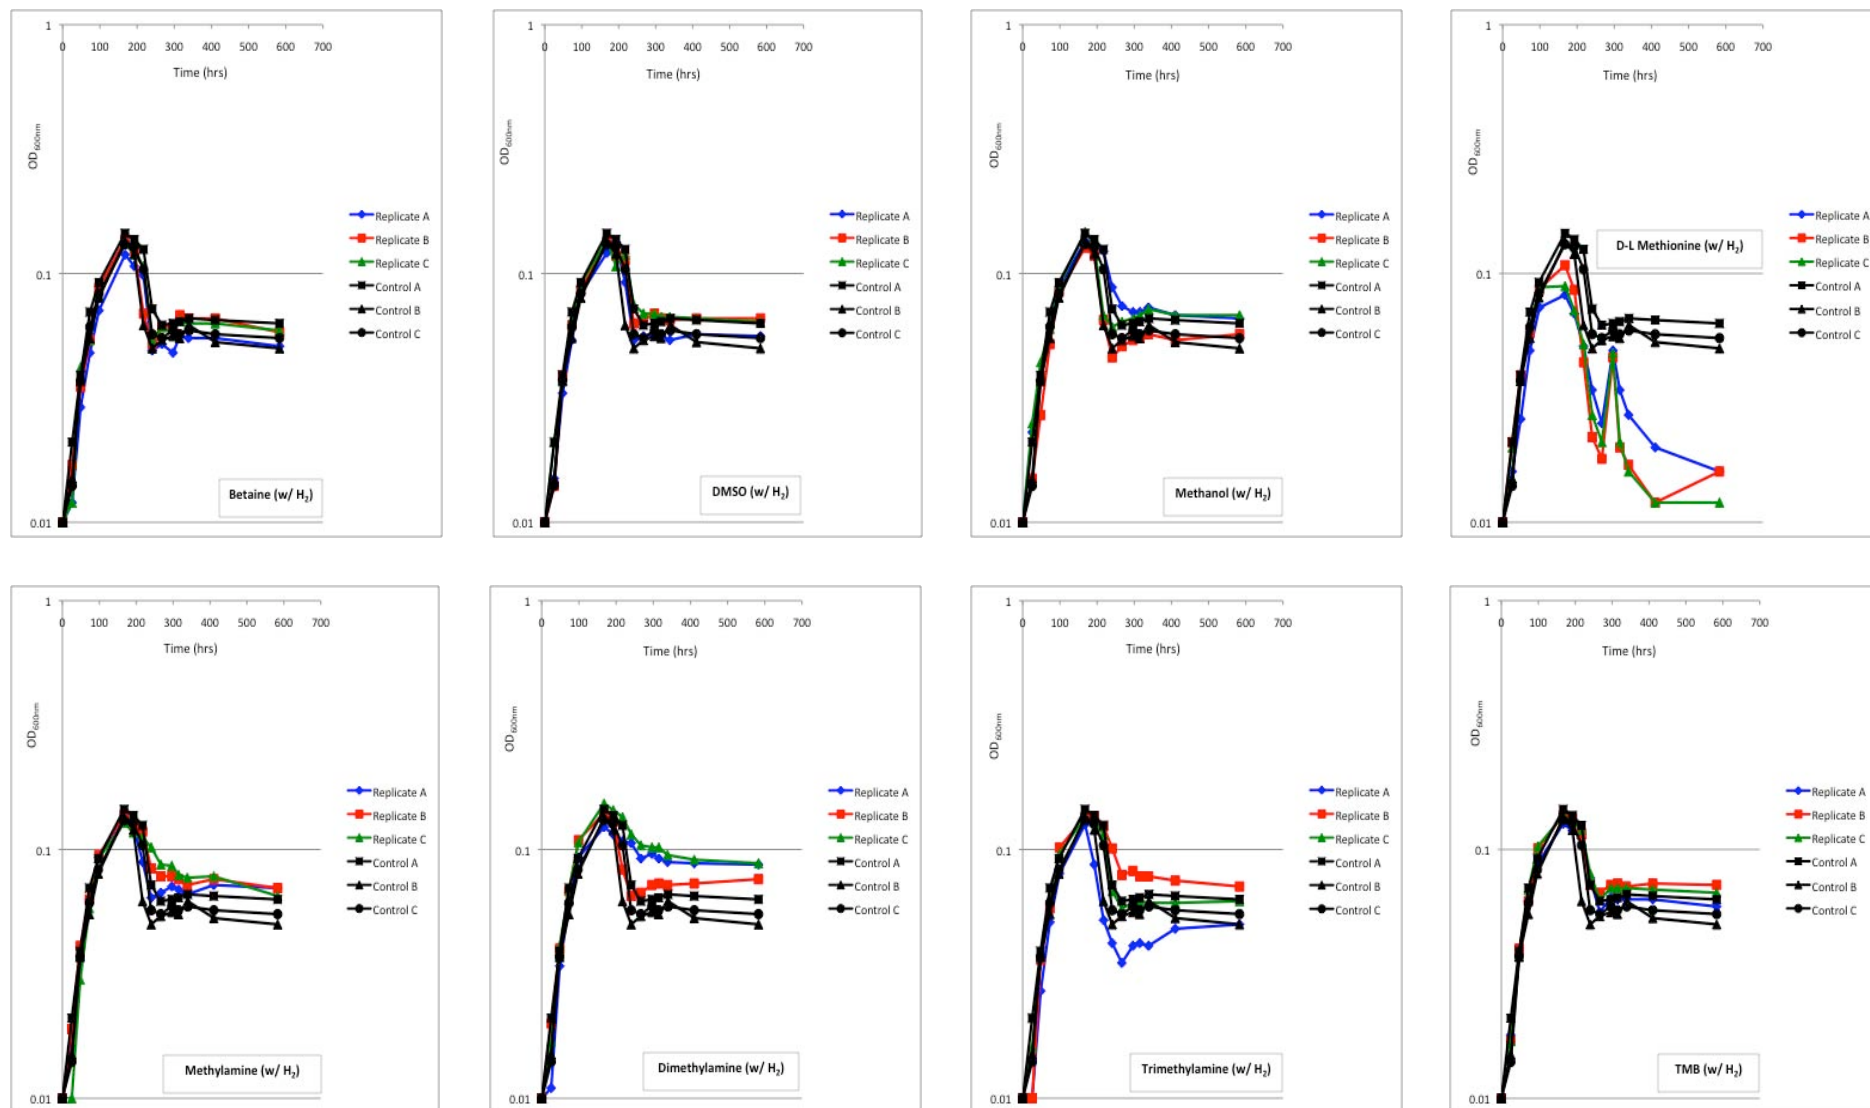 1
0 100 200 300 400 500 600 700
Time (hrs)
OD600nm
0.1
0.01
Replicate A
Replicate B
Replicate C
Control A
Control B
Control C
Betaine (w/ H2)
1
0 100 200 300 400 500 600 700
Time (hrs)
OD600nm
0.1
0.01
Replicate A
Replicate B
Replicate C
Control A
Control B
Control C
DMSO (w/ H2)
1
0 100 200 300 400 500 600 700
Time (hrs)
OD600nm
0.1
0.01
Replicate A
Replicate B
Replicate C
Control A
Control B
Control C
Methanol (w/ H2)
1
0 100 200 300 400 500 600 700
Time (hrs)
OD600nm
0.1
0.01
Replicate A
Replicate B
Replicate C
Control A
Control B
Control C
D-L Methionine (w/ H2)
1
0 100 200 300 400 500 600 700
Time (hrs)
OD600nm
0.1
0.01
Replicate A
Replicate B
Replicate C
Control A
Control B
Control C
Methylamine (w/ H2)
1
0 100 200 300 400 500 600 700
Time (hrs)
OD600nm
0.1
0.01
Replicate A
Replicate B
Replicate C
Control A
Control B
Control C
Dimethylamine (w/ H2)
1
0 100 200 300 400 500 600 700
Time (hrs)
OD600nm
0.1
0.01
Replicate A
Replicate B
Replicate C
Control A
Control B
Control C
Trimethylamine (w/ H2)
1
0 100 200 300 400 500 600 700
Time (hrs)
OD600nm
0.1
0.01
Replicate A
Replicate B
Replicate C
Control A
Control B
Control C
TMB (w/ H2)